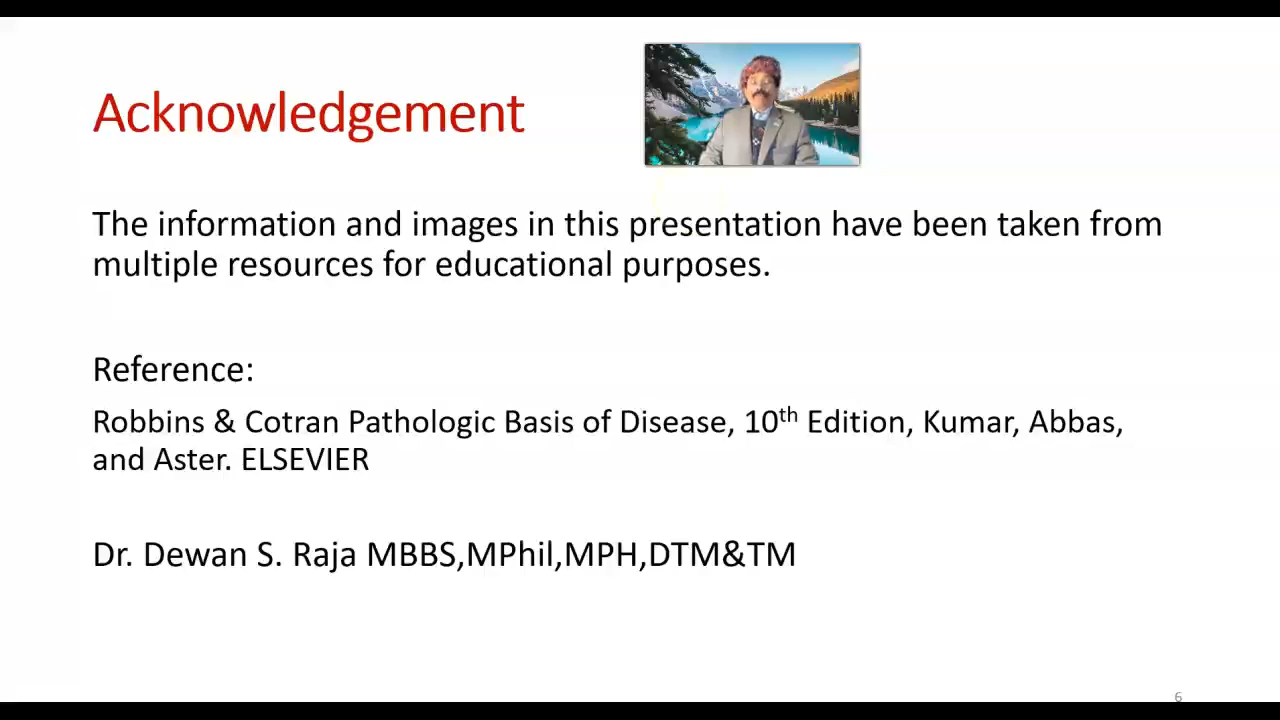 Acknowledgement
The information and images in this presentation have been taken from
multiple resources for educational purposes.
Reference:
Robbins & Cotran Pathologic Basis of Disease, 10th Edition, Kumar, Abbas,
and Aster. ELSEVIER
Dr. Dewan S. Raja MBBS,MPhil,MPH,DTM&TM
6